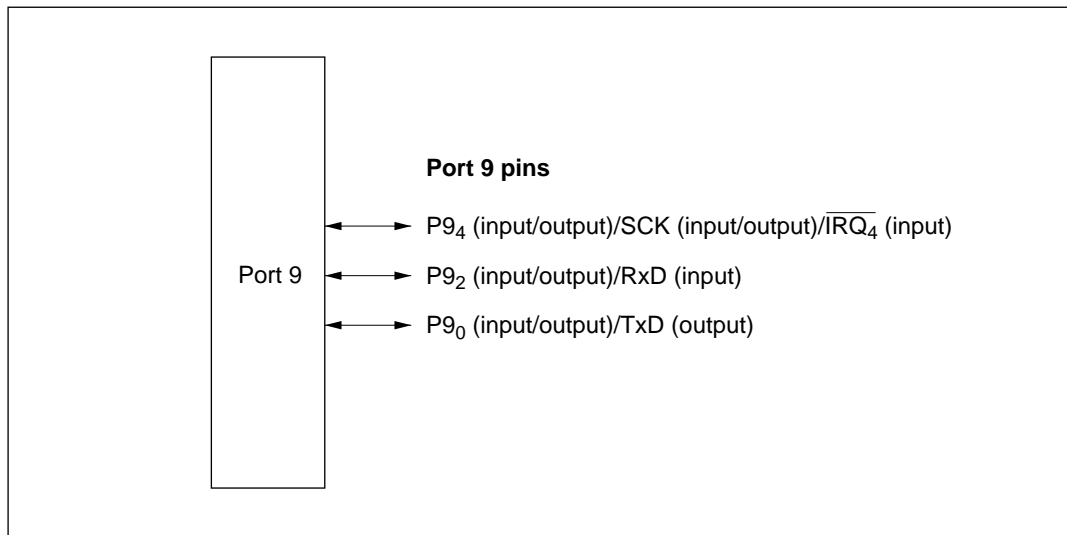 Port 9 pins
P9₄ (input/output)/SCK (input/output)/I̅R̅Q̅₄̅ (input)
Port 9
P9₂ (input/output)/RxD (input)
P9₀ (input/output)/TxD (output)